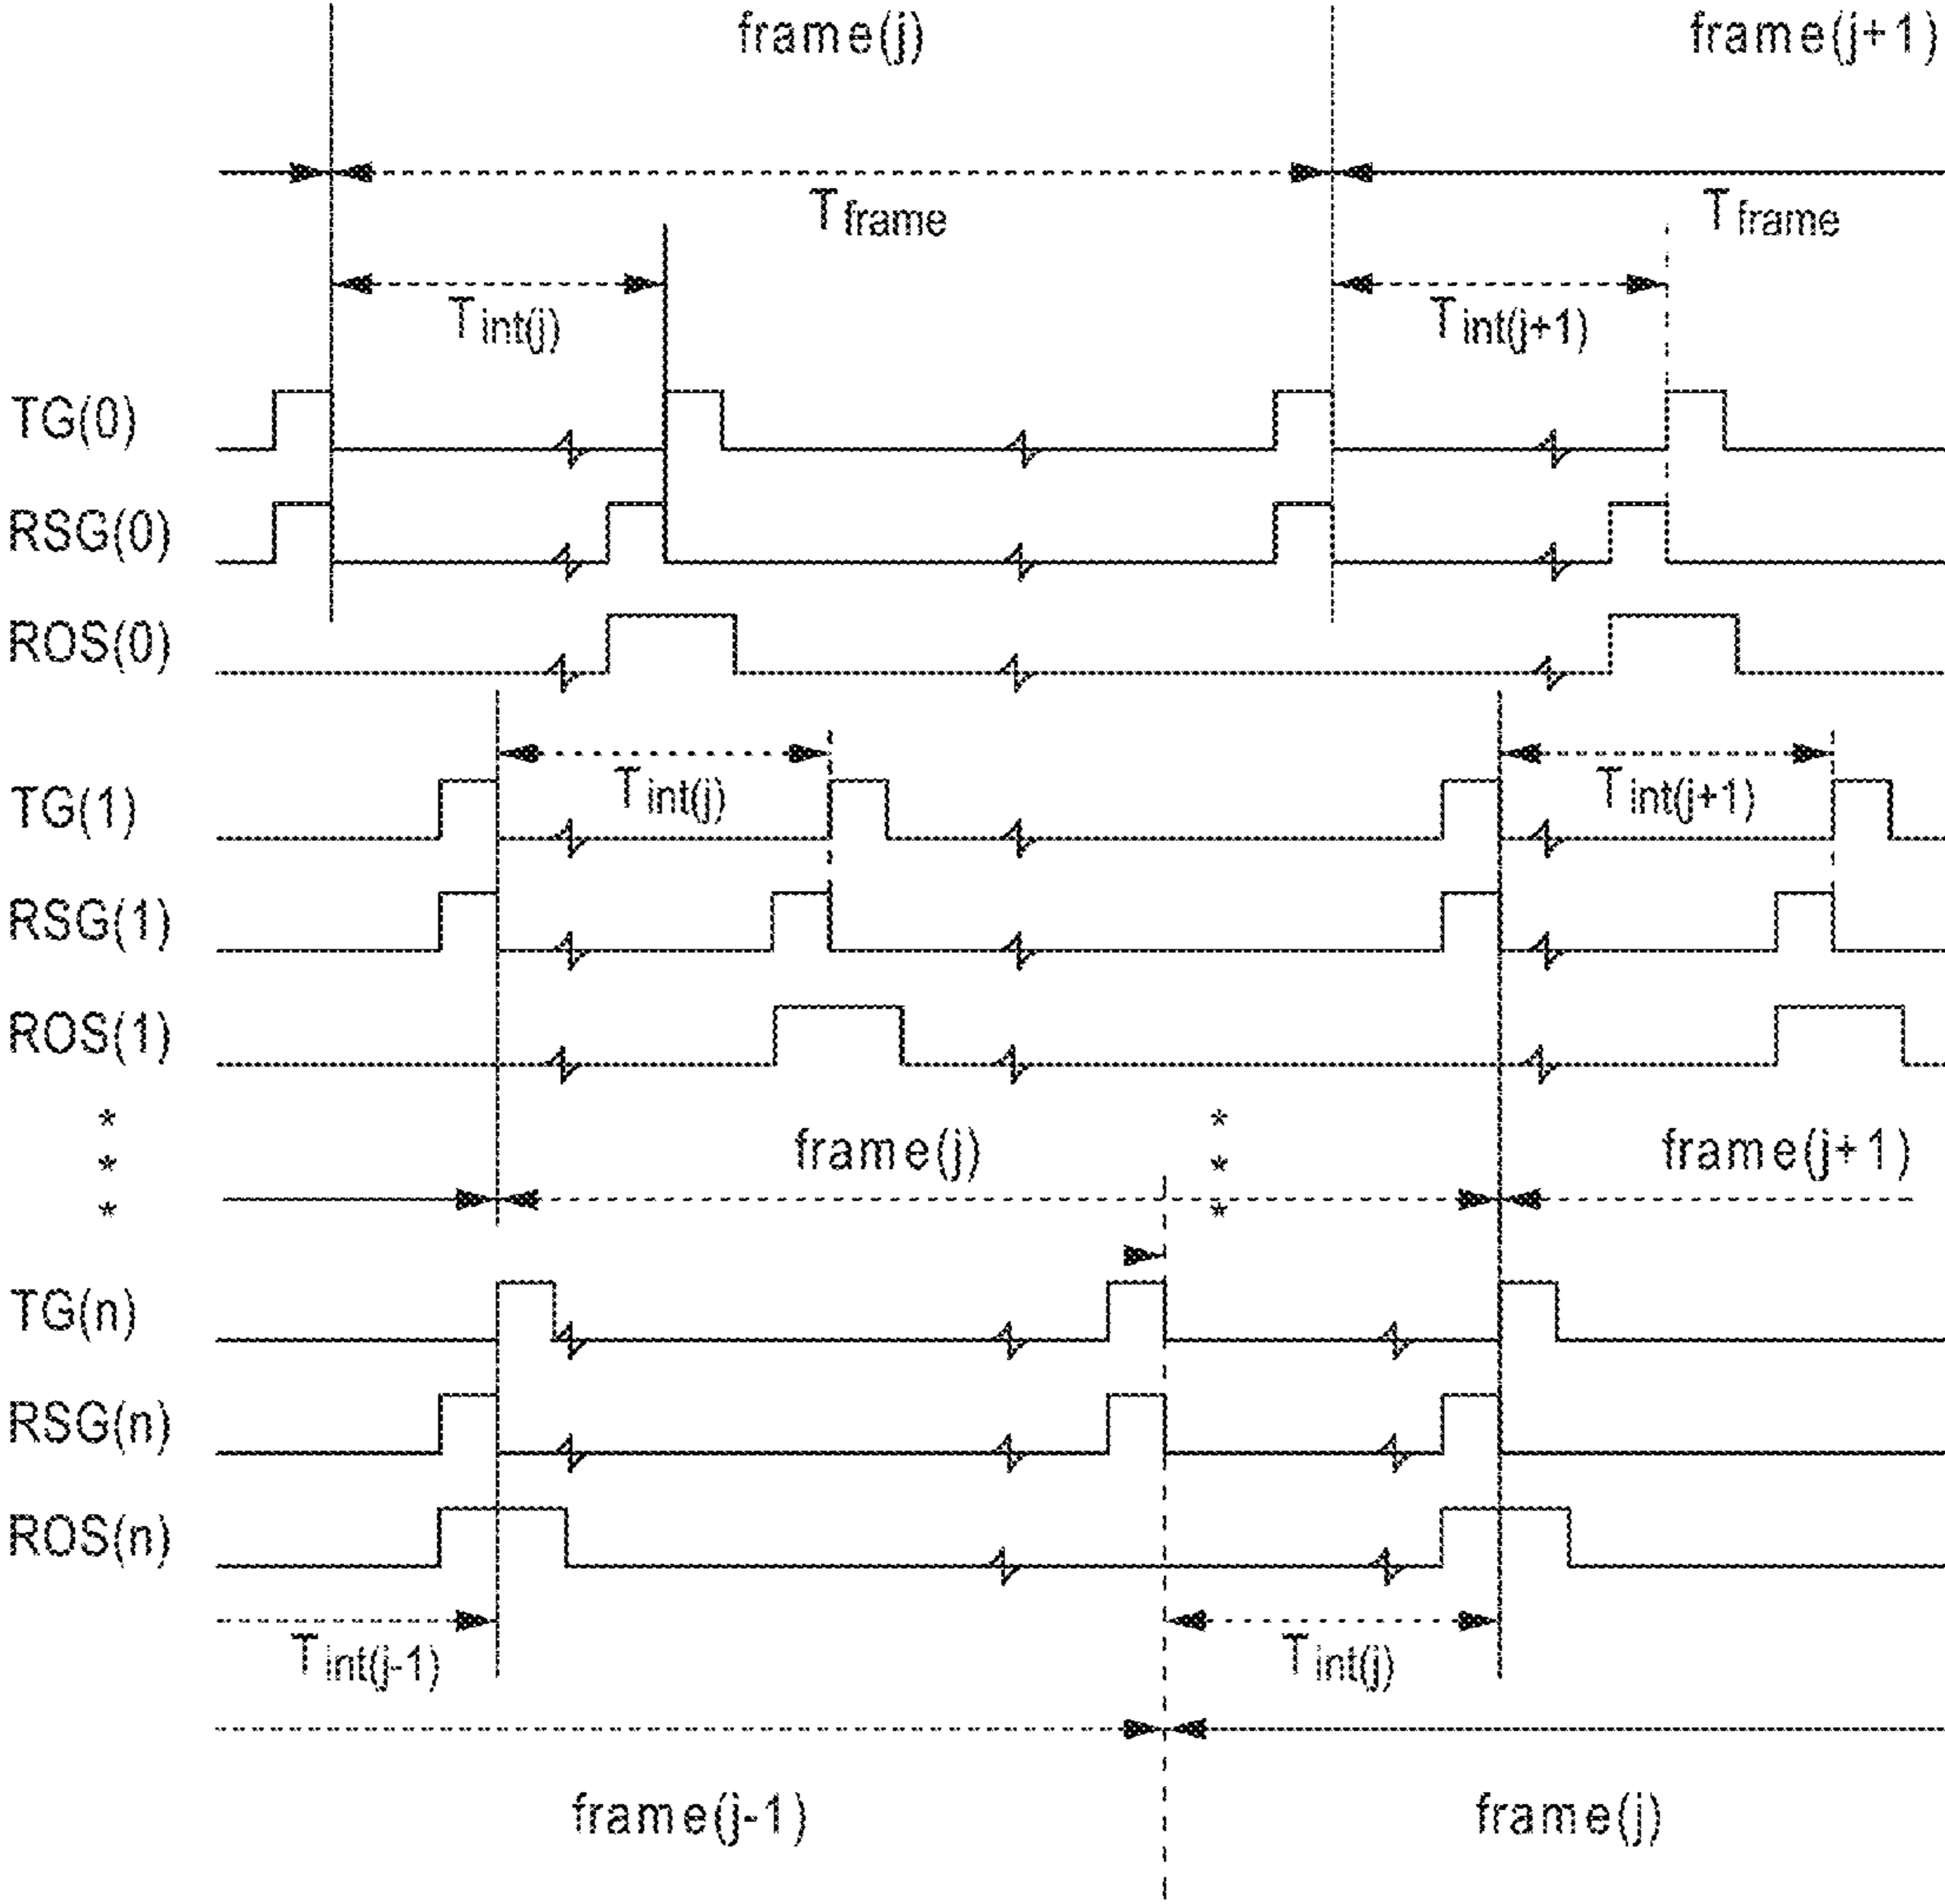 frame(j) frame(j+1)
Tframe Tframe
Tint(j) Tint(j+1)
TG(0)
RSG(0)
ROS(0)
Tint(j) Tint(j+1)
TG(1)
RSG(1)
ROS(1)
* *
frame(j) frame(j+1)
* *
* *
TG(n)
RSG(n)
ROS(n)
Tint(j-1) Tint(j)
frame(j-1) frame(j)